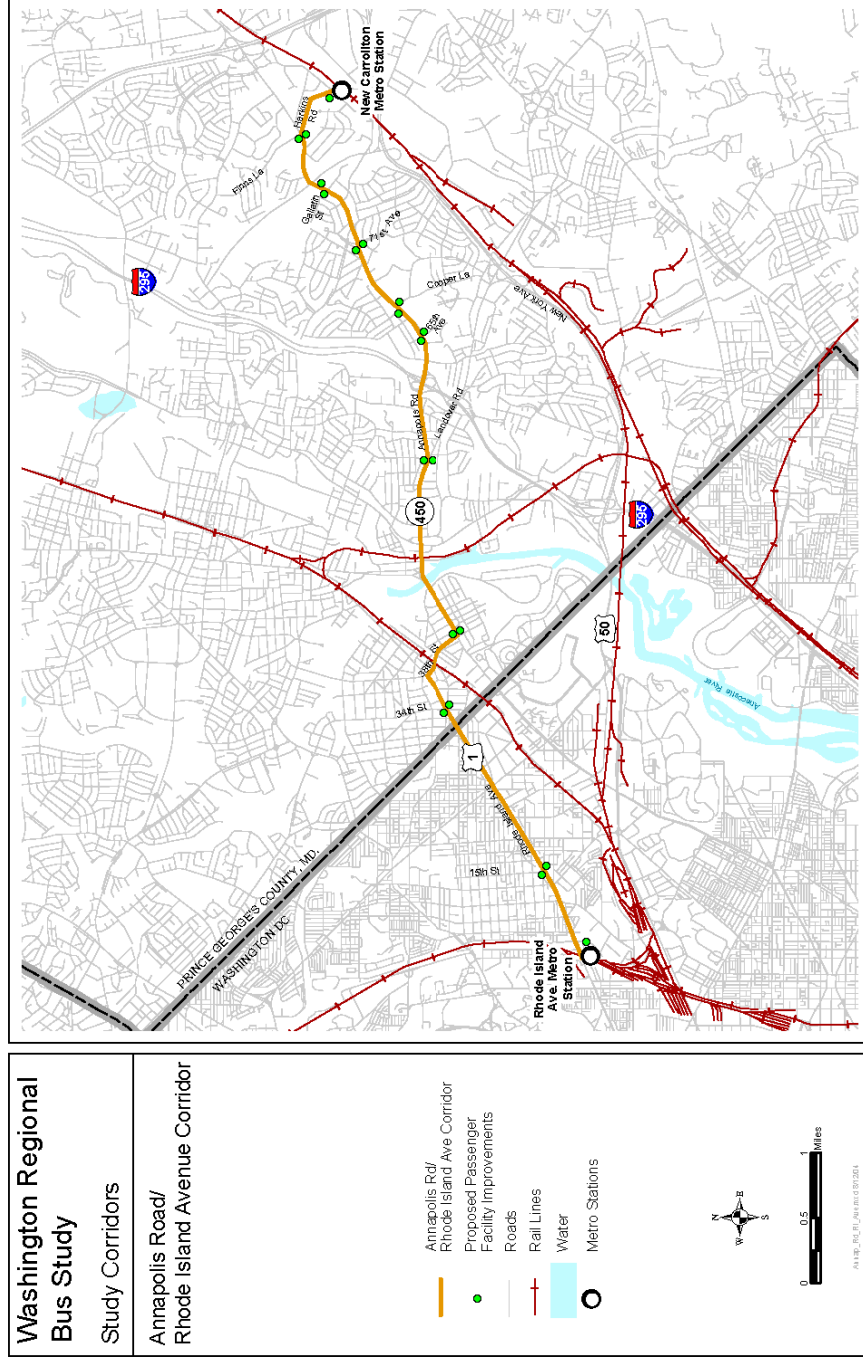 Washington Regional
Bus Study
Study Corridors
Annapolis Road/
Rhode Island Avenue Corridor
Annapolis Rd/
Rhode Island Ave Corridor
Proposed Passenger
Facility Improvements
Roads
Rail Lines
Water
Metro Stations
N
W
E
S
0
0.5
1
Miles
PRINCE GEORGE'S COUNTY, MD.
WASHINGTON DC
Rhode Island
Ave. Metro
Station
15th St
Rhode Island Ave
1
34th St
38th St
450
Annapolis Rd
Landover Rd
65th
Ave
Cooper La
71st Ave
Gallatin
St
Finns La
Harkins
Rd
New Carrollton
Metro Station
295
New York Ave
295
50
Anacostia River